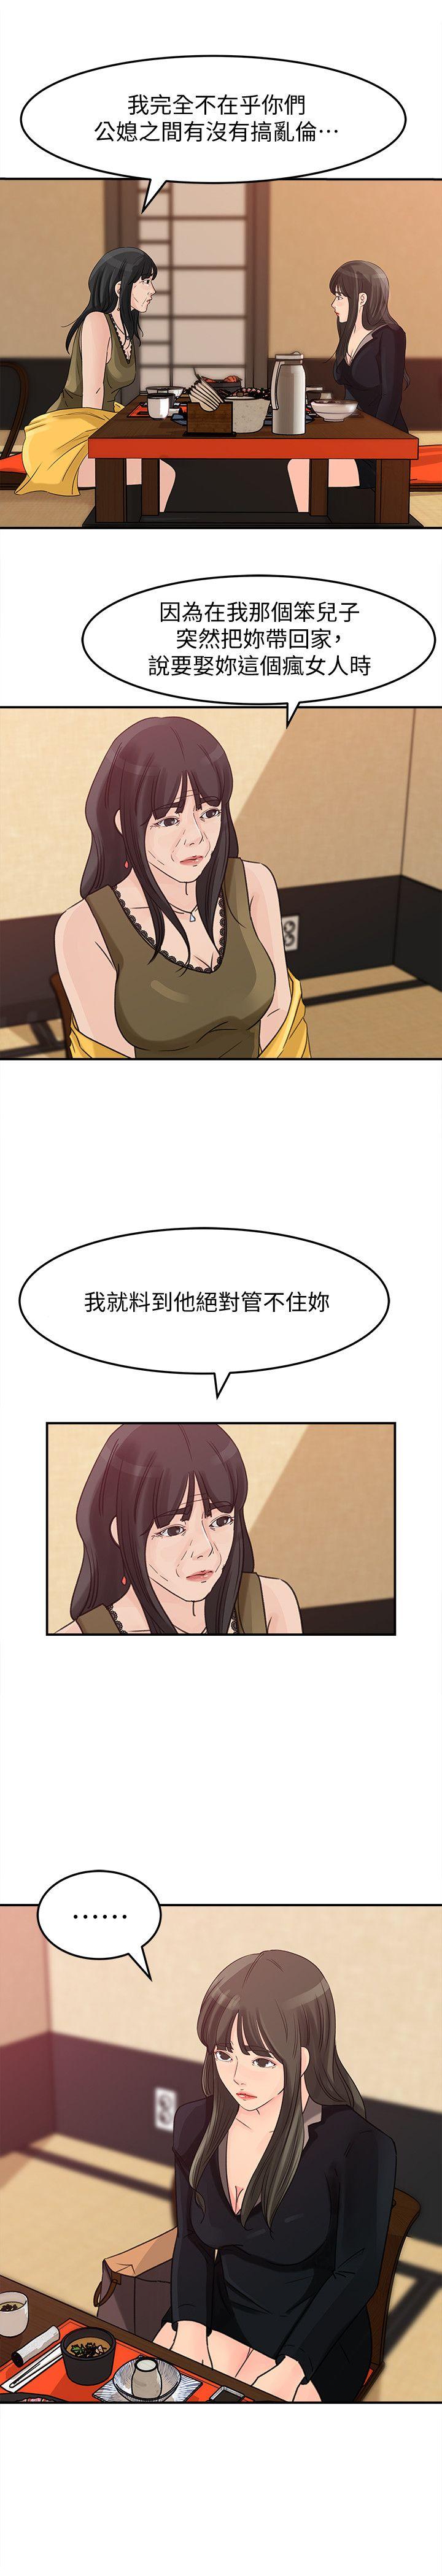 我完全不在乎你們
公媳之間有沒有搞亂倫…
因為在我那個笨兒子
突然把妳帶回家，
說要娶妳這個瘋女人時
我就料到他絕對管不住妳
……